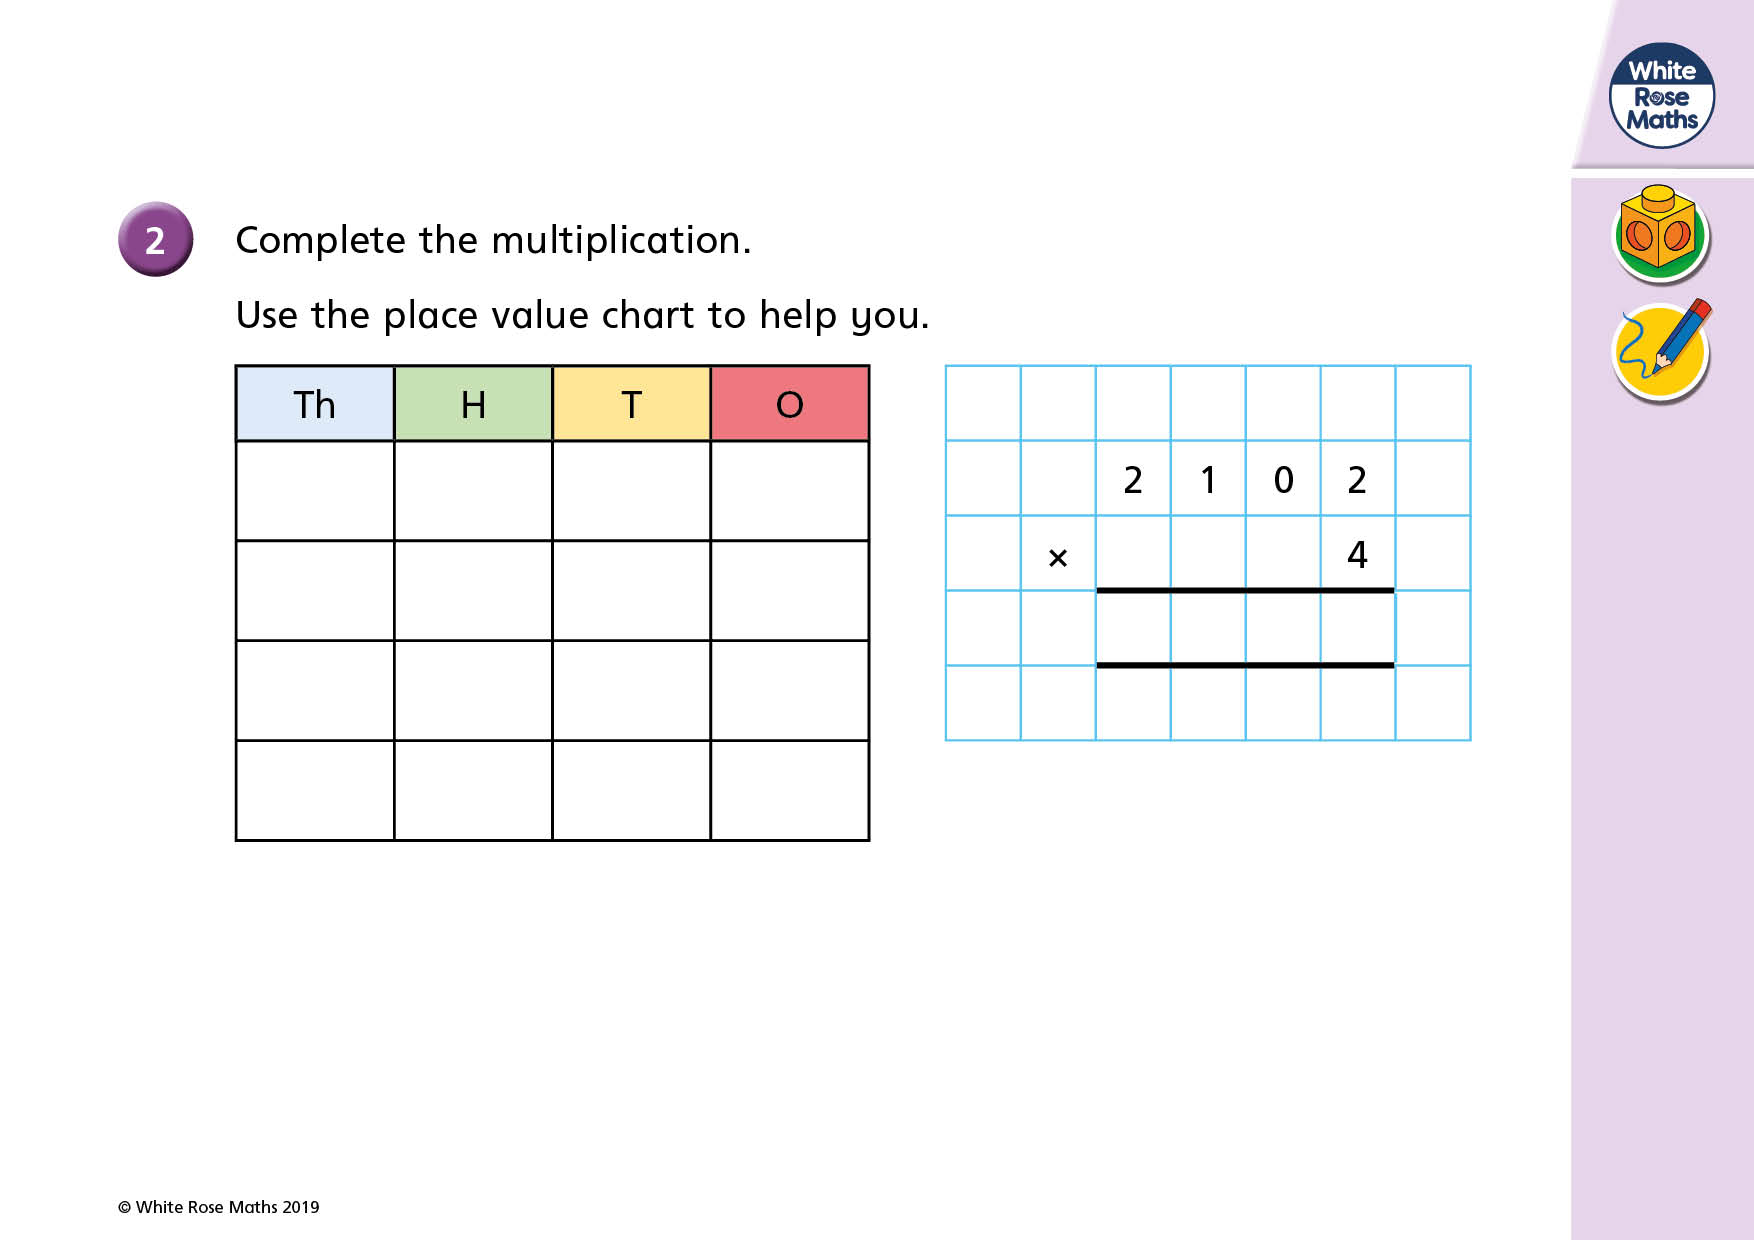 White
Rose
Maths
2 Complete the multiplication.
Use the place value chart to help you.
Th H T O
2 1 0 2
× 4
© White Rose Maths 2019